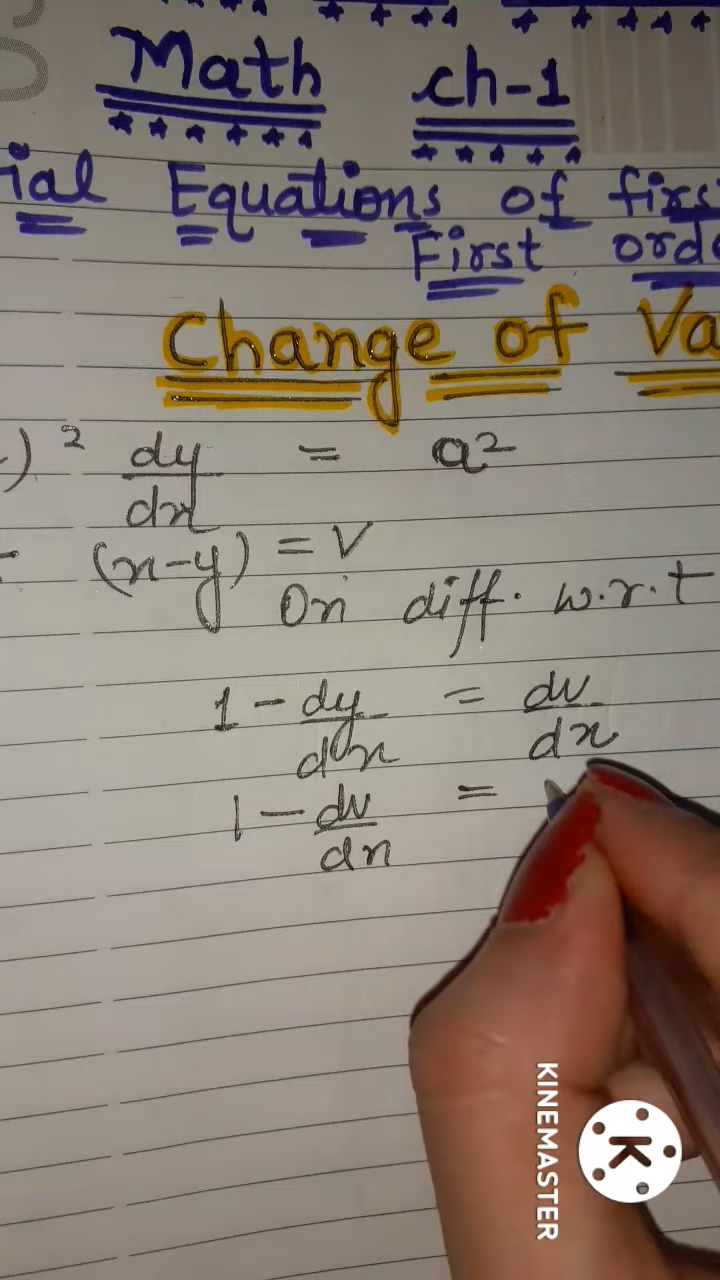 Math ch-1
ial Equations of firs
First orde
Change of Va
)² dy/dx = a²
(x-y) = v
On diff. w.r.t
1 - dy/dx = dv/dx
1 - dv/dx =
KINEMASTER